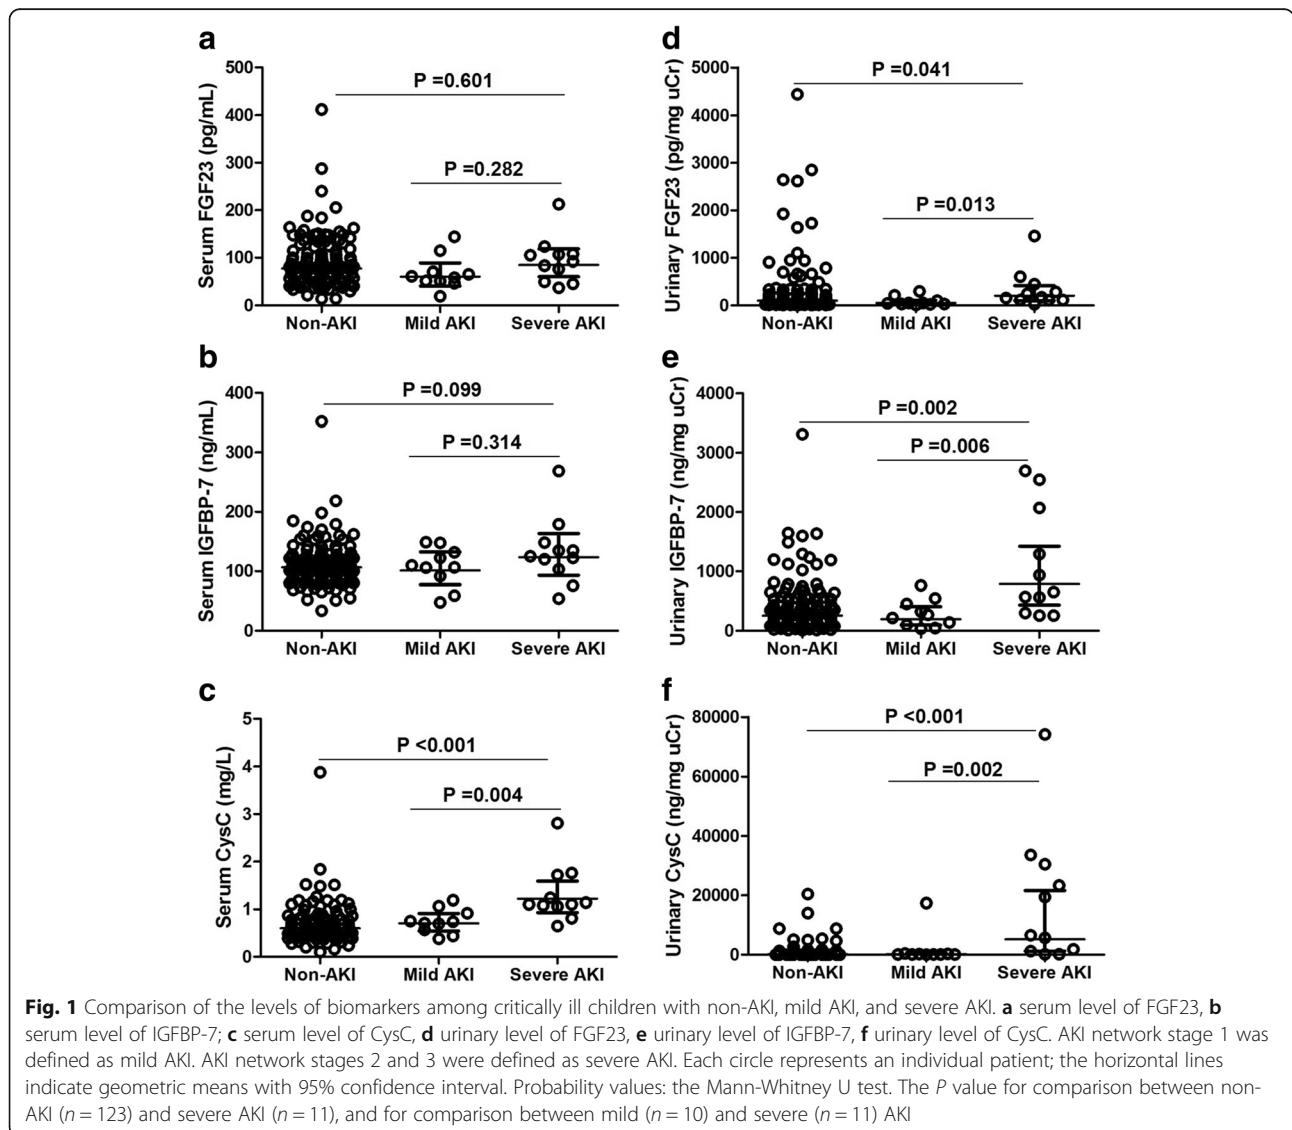 a
Serum FGF23 (pg/mL)
500
400
300
200
100
0
P =0.601
P =0.282
Non-AKI
Mild AKI
Severe AKI
d
Urinary FGF23 (pg/mg uCr)
5000
4000
3000
2000
1000
0
P =0.041
P =0.013
Non-AKI
Mild AKI
Severe AKI
b
Serum IGFBP-7 (ng/mL)
400
300
200
100
0
P =0.099
P =0.314
Non-AKI
Mild AKI
Severe AKI
e
Urinary IGFBP-7 (ng/mg uCr)
4000
3000
2000
1000
0
P =0.002
P =0.006
Non-AKI
Mild AKI
Severe AKI
c
Serum CysC (mg/L)
5
4
3
2
1
0
P <0.001
P =0.004
Non-AKI
Mild AKI
Severe AKI
f
Urinary CysC (ng/mg uCr)
80000
60000
40000
20000
0
P <0.001
P =0.002
Non-AKI
Mild AKI
Severe AKI
Fig. 1 Comparison of the levels of biomarkers among critically ill children with non-AKI, mild AKI, and severe AKI. a serum level of FGF23, b
serum level of IGFBP-7; c serum level of CysC, d urinary level of FGF23, e urinary level of IGFBP-7, f urinary level of CysC. AKI network stage 1 was
defined as mild AKI. AKI network stages 2 and 3 were defined as severe AKI. Each circle represents an individual patient; the horizontal lines
indicate geometric means with 95% confidence interval. Probability values: the Mann-Whitney U test. The P value for comparison between non-
AKI (n = 123) and severe AKI (n = 11), and for comparison between mild (n = 10) and severe (n = 11) AKI